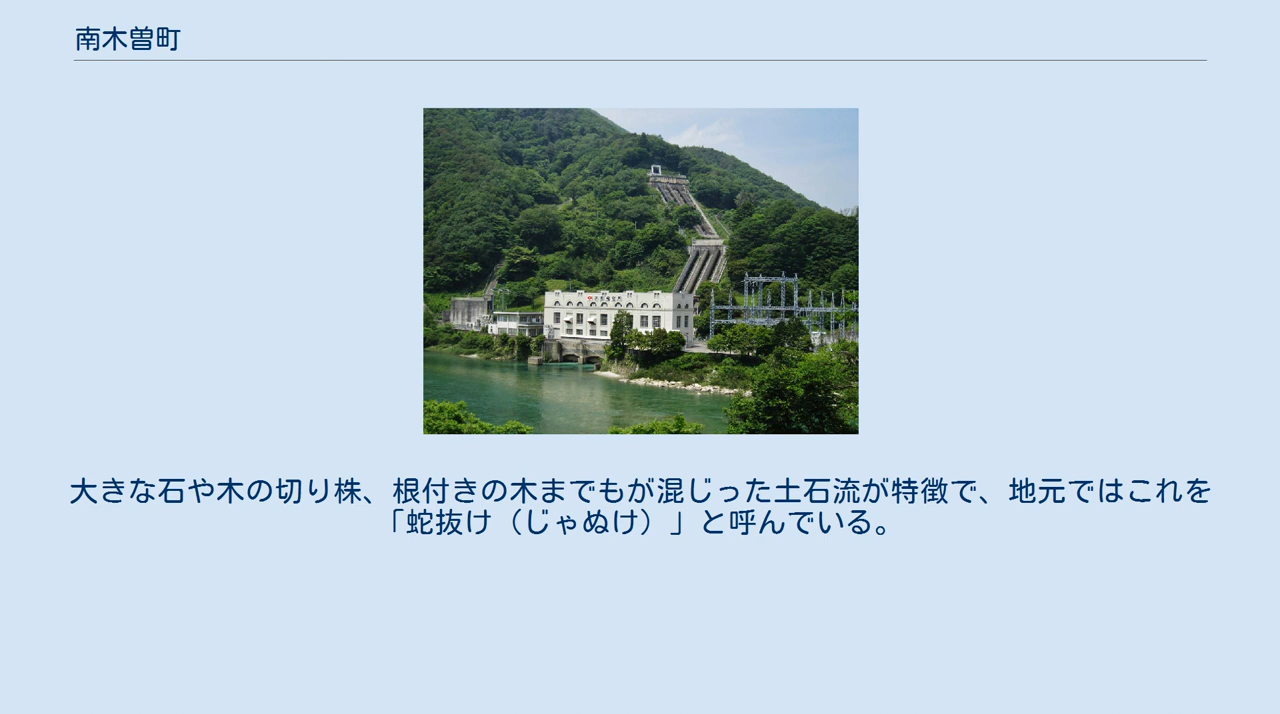 南木曽町
大きな石や木の切り株、根付きの木までもが混じった土石流が特徴で、地元ではこれを
「蛇抜け（じゃぬけ）」と呼んでいる。